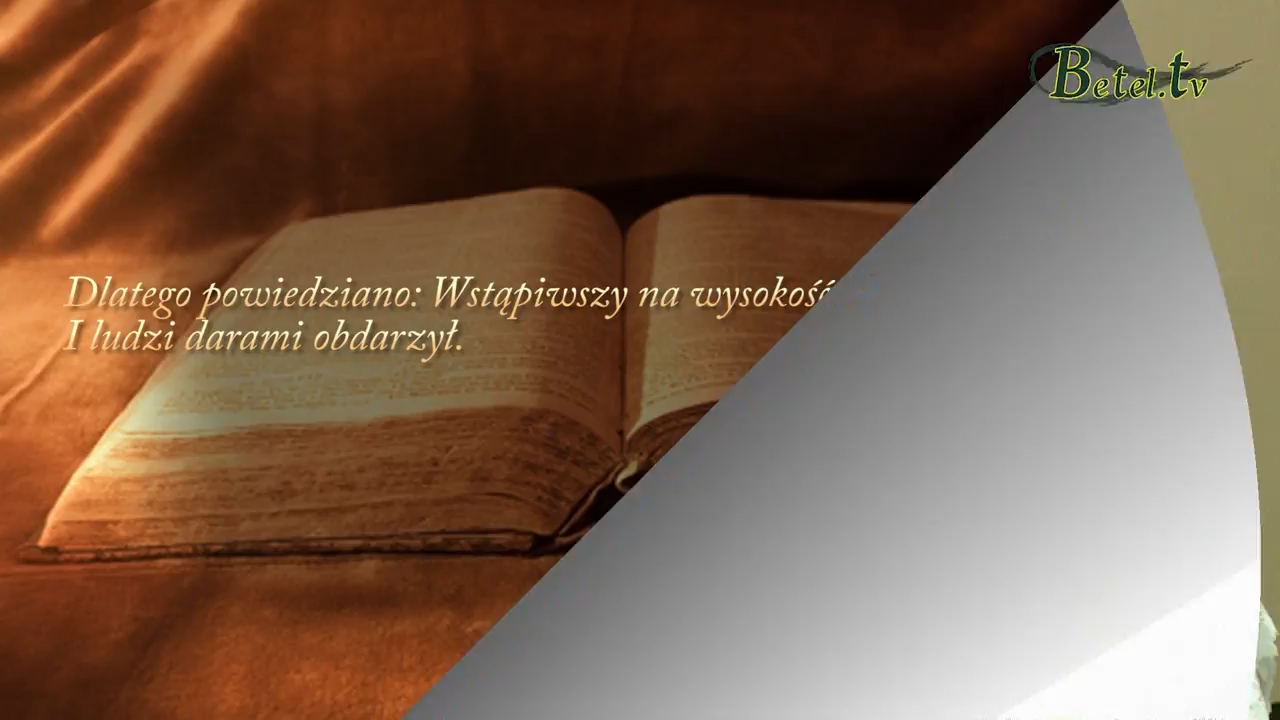 Betel.tv
Dlatego powiedziano: Wstąpiwszy na wysokość
I ludzi darami obdarzył.